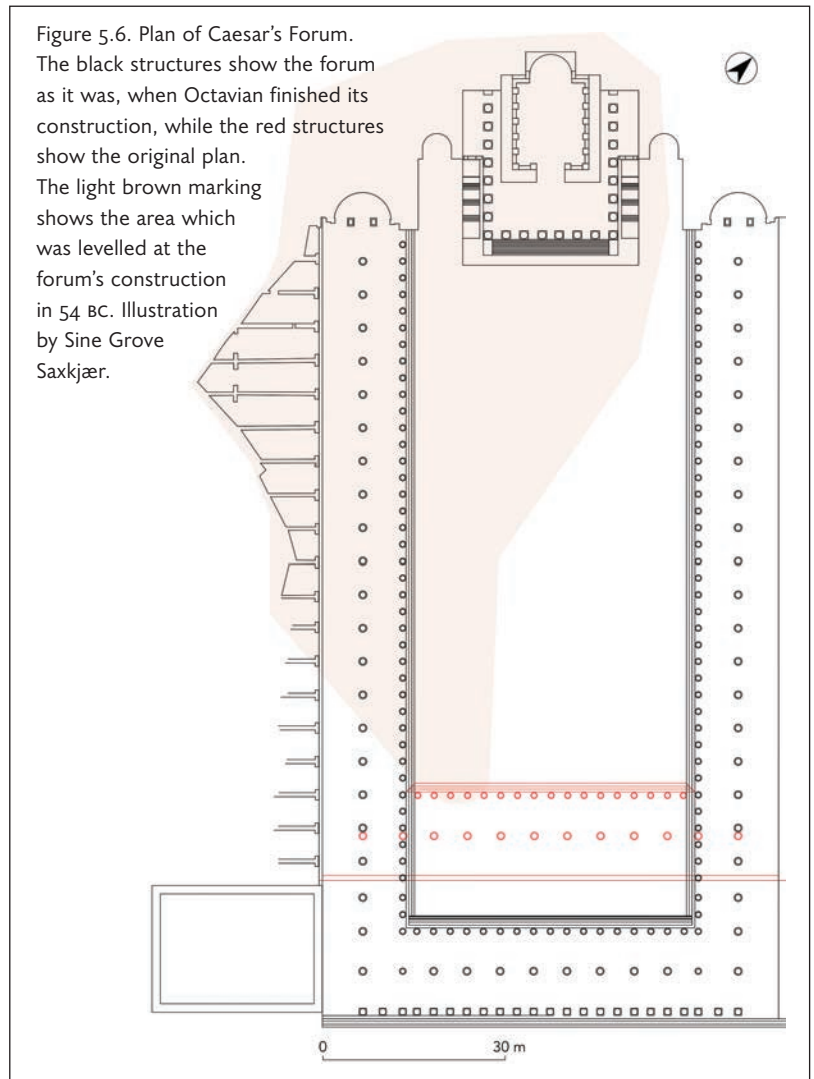 Figure 5.6. Plan of Caesar’s Forum.
The black structures show the forum
as it was, when Octavian finished its
construction, while the red structures
show the original plan.
The light brown marking
shows the area which
was levelled at the
forum’s construction
in 54 BC. Illustration
by Sine Grove
Saxkjær.
0 30 m